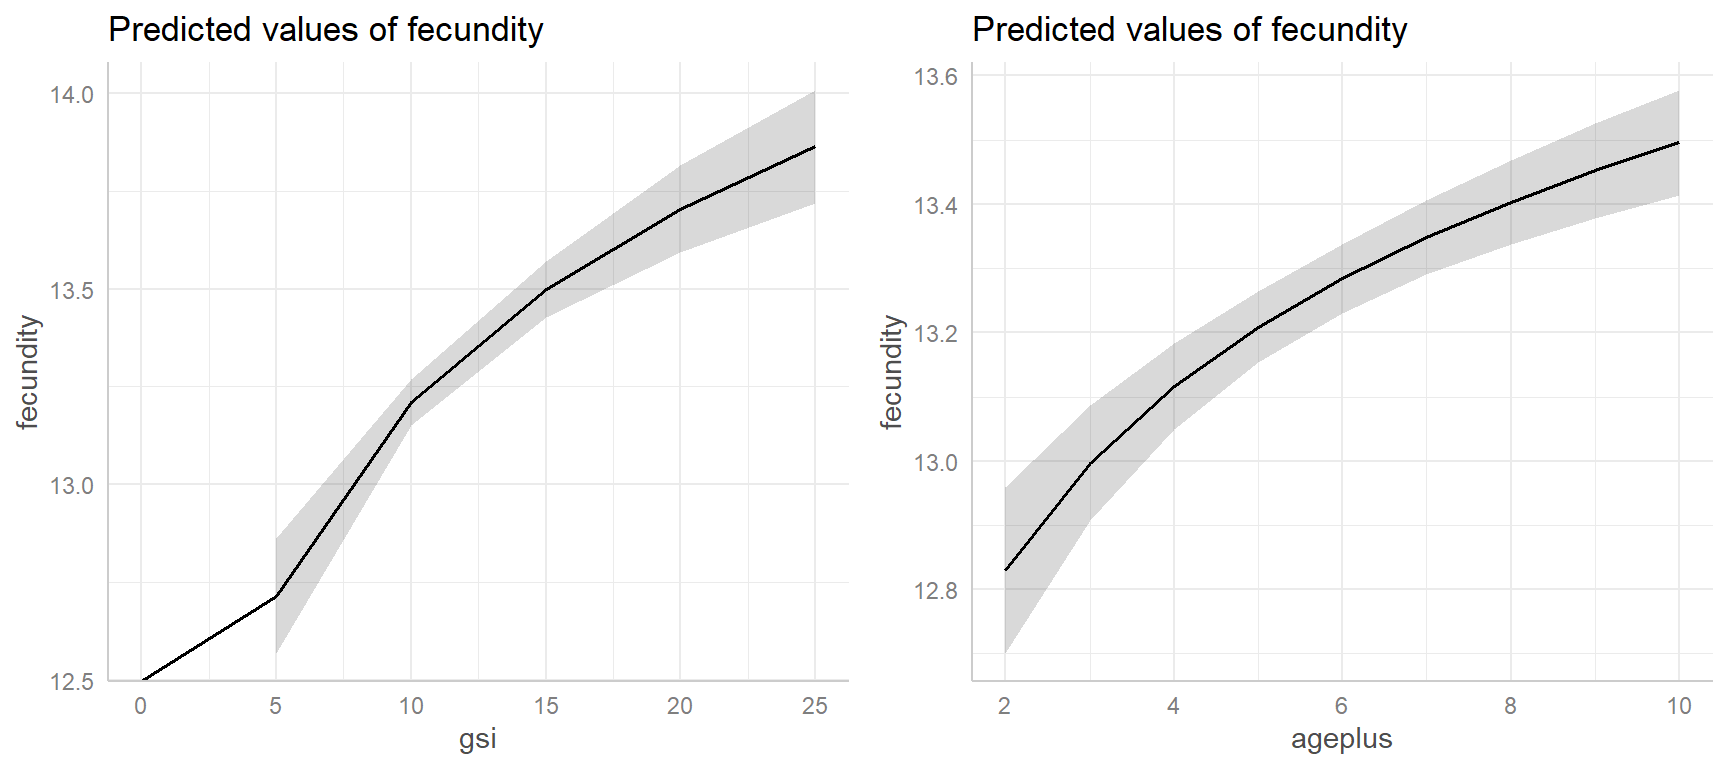 Predicted values of fecundity
14.0
13.5
13.0
12.5
fecundity
0 5 10 15 20 25
gsi
Predicted values of fecundity
13.6
13.4
13.2
13.0
12.8
fecundity
2 4 6 8 10
ageplus